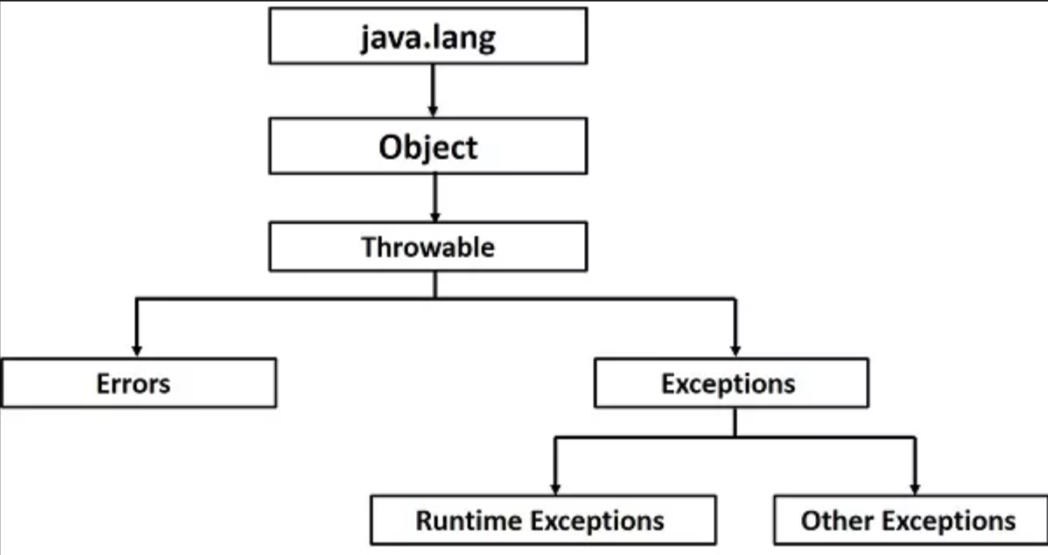 java.lang
Object
Throwable
Errors
Exceptions
Runtime Exceptions
Other Exceptions